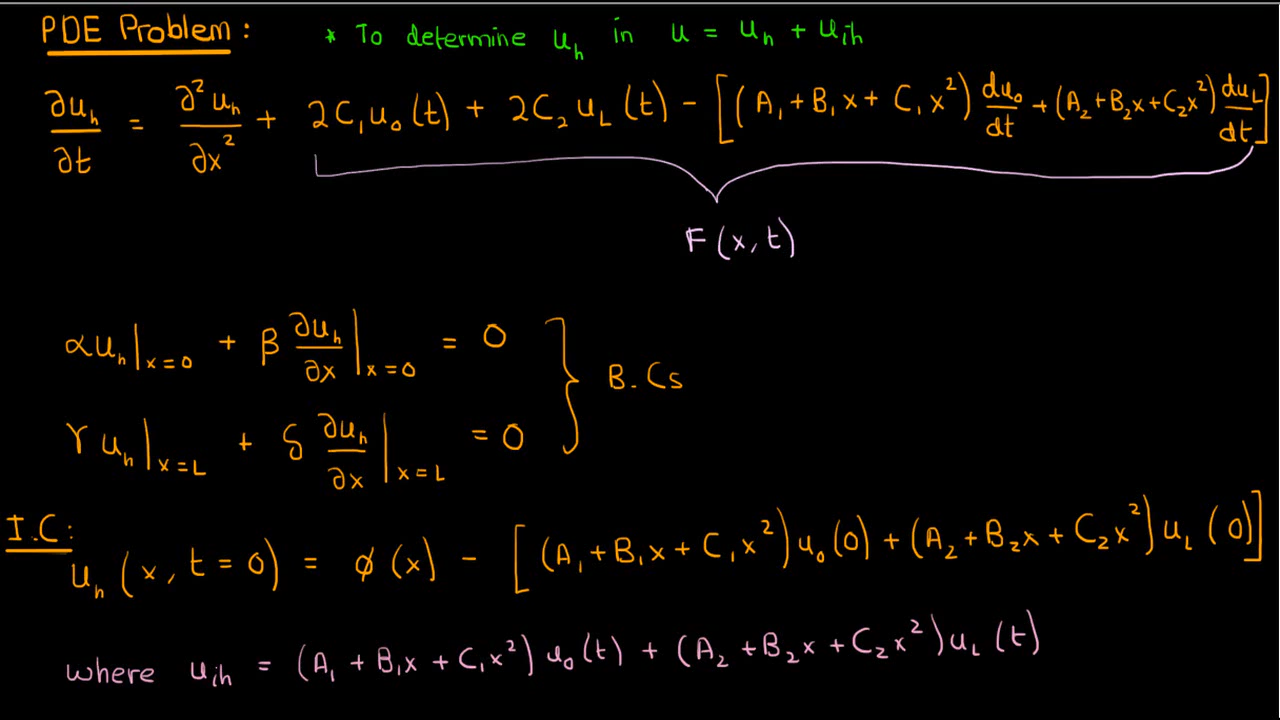 PDE Problem: * To determine u_h in u = u_h + u_ih
∂u_h/∂t = ∂²u_h/∂x² + 2C₁u₀(t) + 2C₂u_L(t) - [(A₁+B₁x+C₁x²) du₀/dt + (A₂+B₂x+C₂x²) du_L/dt]
F(x,t)
αu_h|x=0 + β ∂u_h/∂x|x=0 = 0
B.Cs
γu_h|x=L + δ ∂u_h/∂x|x=L = 0
I.C:
u_h(x, t=0) = φ(x) - [(A₁+B₁x+C₁x²)u₀(0) + (A₂+B₂x+C₂x²)u_L(0)]
where u_ih = (A₁+B₁x+C₁x²)u₀(t) + (A₂+B₂x+C₂x²)u_L(t)